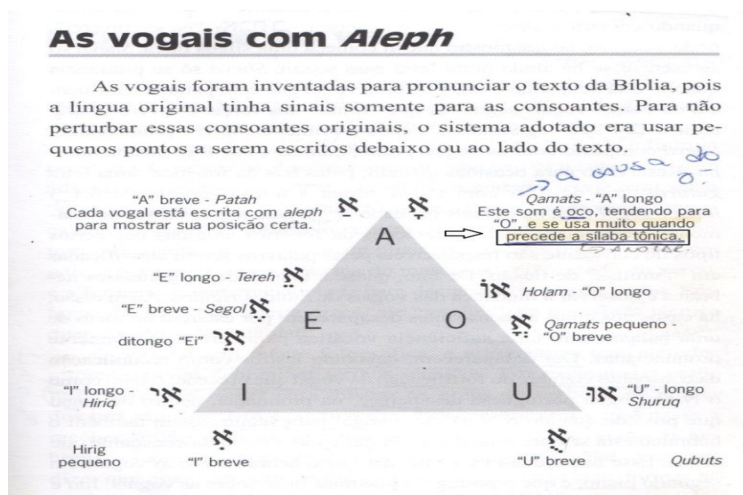 As vogais com Aleph
As vogais foram inventadas para pronunciar o texto da Bíblia, pois
a língua original tinha sinais somente para as consoantes. Para não
perturbar essas consoantes originais, o sistema adotado era usar pe-
quenos pontos a serem escritos debaixo ou ao lado do texto.
→ a causa do
"A" breve - Patah אַ
Cada vogal está escrita com aleph
para mostrar sua posição certa.
A
אָ Qamats - "A" longo
Este som é oco, tendendo para
"O", e se usa muito quando
precede a sílaba tônica.
"E" longo - Tereh אֵ
"E" breve - Segol אֶ
ditongo "Ei" אֵי
E
O
אוֹ Holam - "O" longo
Qamats pequeno -
"O" breve
"I" longo - אִי
Hiriq
I
U
אוּ "U" - longo
Shuruq
Hirig
pequeno
אִ
"I" breve
אֻ
"U" breve
Qubuts